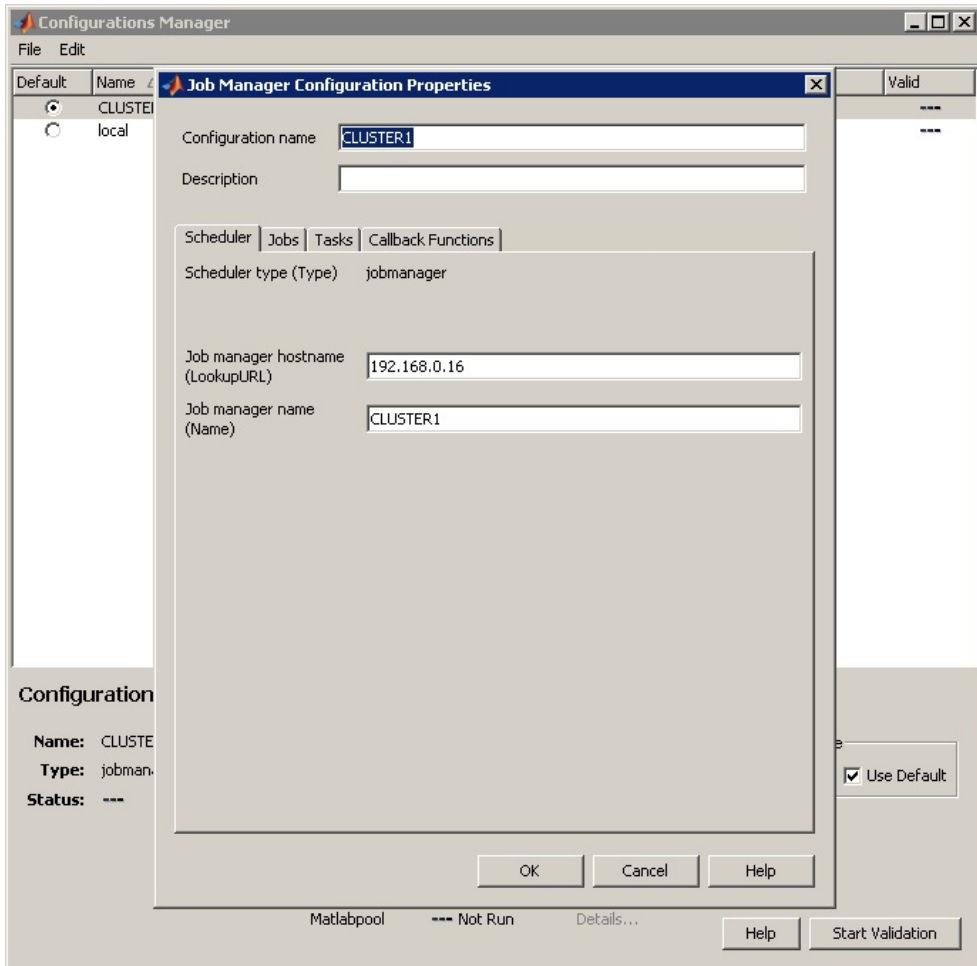 Configurations Manager
File Edit
Default Name Valid
CLUSTE ---
local ---
Job Manager Configuration Properties
Configuration name CLUSTER1
Description
Scheduler Jobs Tasks Callback Functions
Scheduler type (Type) jobmanager
Job manager hostname
(LookupURL) 192.168.0.16
Job manager name
(Name) CLUSTER1
Configuration
Name: CLUSTE
Type: jobman
Use Default
Status: ---
OK Cancel Help
Matlabpool --- Not Run Details...
Help Start Validation